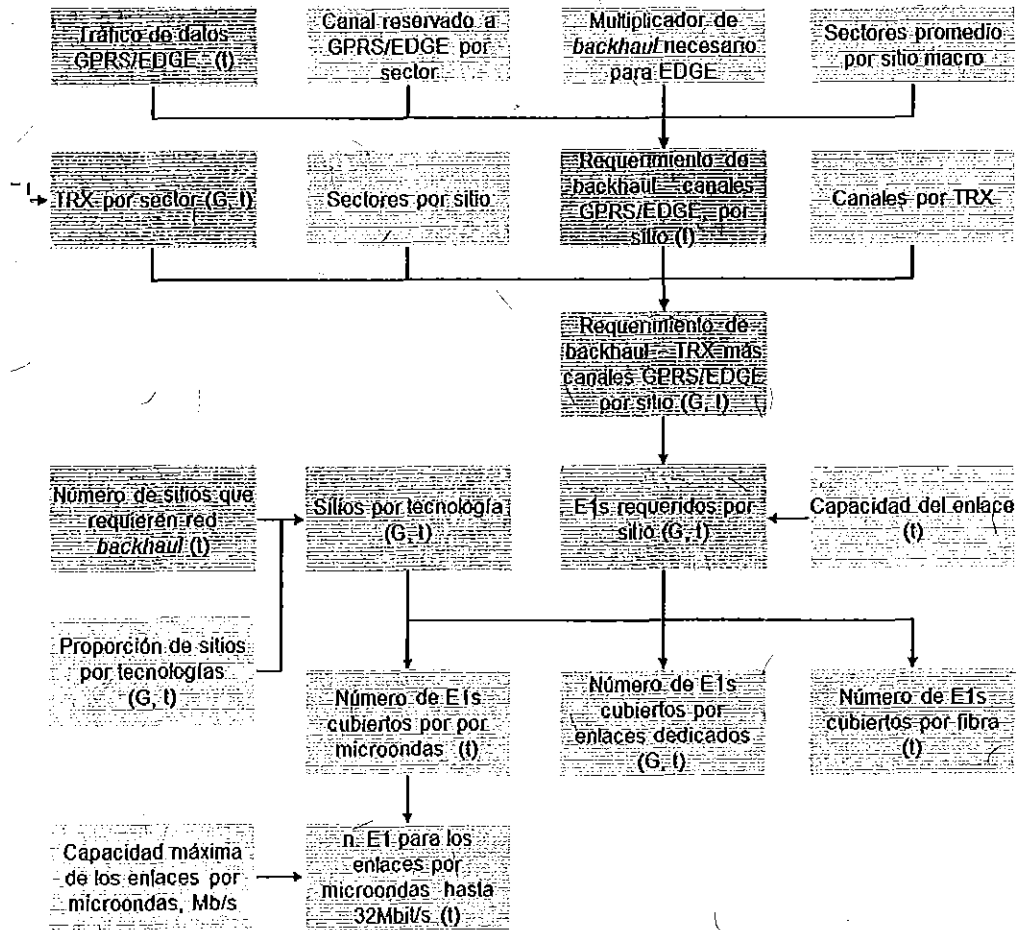 Tráfico de datos
GPRS/EDGE (t)
Canal reservado a
GPRS/EDGE por
sector
Multiplicador de
backhaul necesario
para EDGE
Sectores promedio
por sitio macro
TRX por sector (G, t)
Sectores por sitio
Requerimiento de
backhaul – canales
GPRS/EDGE, por
sitio (t)
Canales por TRX
Requerimiento de
backhaul – TRX más
canales GPRS/EDGE
por sitio (G, t)
Número de sitios que
requieren red
backhaul (t)
Sitios por tecnología
(G, t)
E1s requeridos por
sitio (G, t)
Capacidad del enlace
(t)
Proporción de sitios
por tecnologías
(G, t)
Número de E1s
cubiertos por por
microondas (t)
Número de E1s
cubiertos por
enlaces dedicados
(G, t)
Número de E1s
cubiertos por fibra
(t)
Capacidad máxima
de los enlaces por
microondas, Mb/s
n. E1 para los
enlaces por
microondas hasta
32Mbit/s (t)